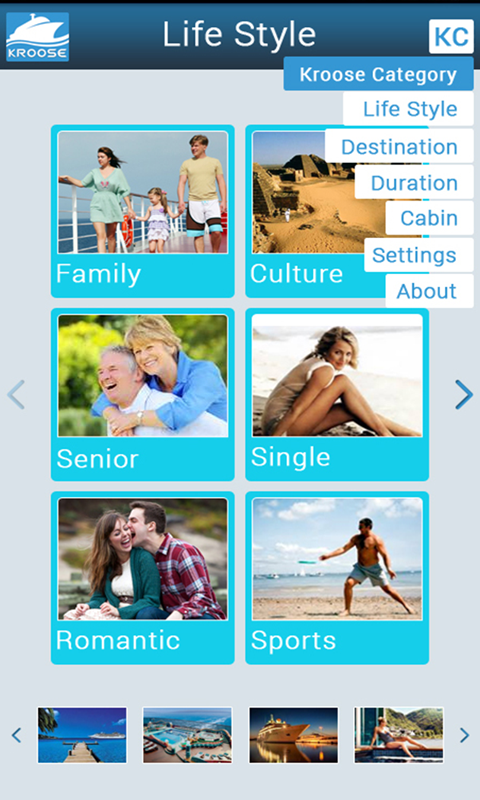 KROOSE
Life Style
KC
Kroose Category
Life Style
Destination
Duration
Cabin
Settings
About
Family
Culture
Senior
Single
Romantic
Sports